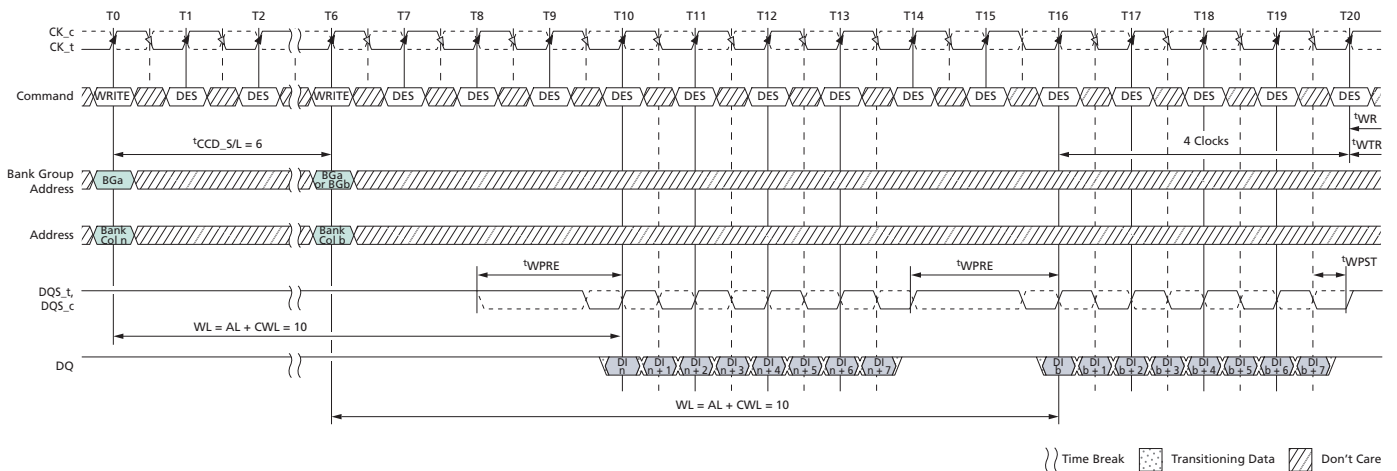 T0 T1 T2 T6 T7 T8 T9 T10 T11 T12 T13 T14 T15 T16 T17 T18 T19 T20
CK_c
CK_t
Command WRITE DES DES WRITE DES DES DES DES DES DES DES DES DES DES DES DES DES DES
tWR
tCCD_S/L = 6 4 Clocks tWTR
Bank Group
Address BGa BGa or BGb
Address Bank Col n Bank Col b
tWPRE tWPRE tWPST
DQS_t,
DQS_c
WL = AL + CWL = 10
DQ DI n DI n + 1 DI n + 2 DI n + 3 DI n + 4 DI n + 5 DI n + 6 DI n + 7 DI b DI b + 1 DI b + 2 DI b + 3 DI b + 4 DI b + 5 DI b + 6 DI b + 7
WL = AL + CWL = 10
Time Break Transitioning Data Don't Care